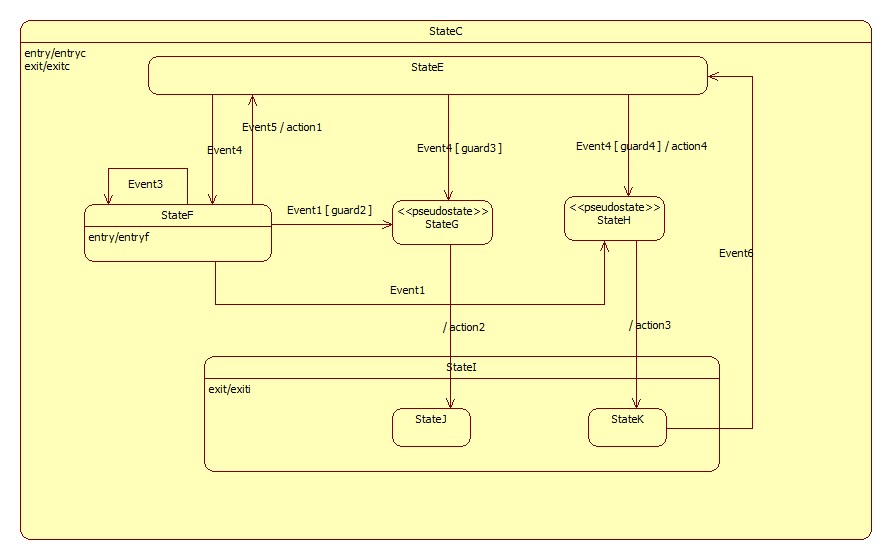 StateC
entry/entryc
exit/exitc
StateE
Event5 / action1
Event4
Event4 [ guard3 ]
Event4 [ guard4 ] / action4
Event3
StateF
entry/entryf
Event1 [ guard2 ]
<<pseudostate>>
StateG
<<pseudostate>>
StateH
Event6
Event1
/ action2
/ action3
StateI
exit/exiti
StateJ
StateK